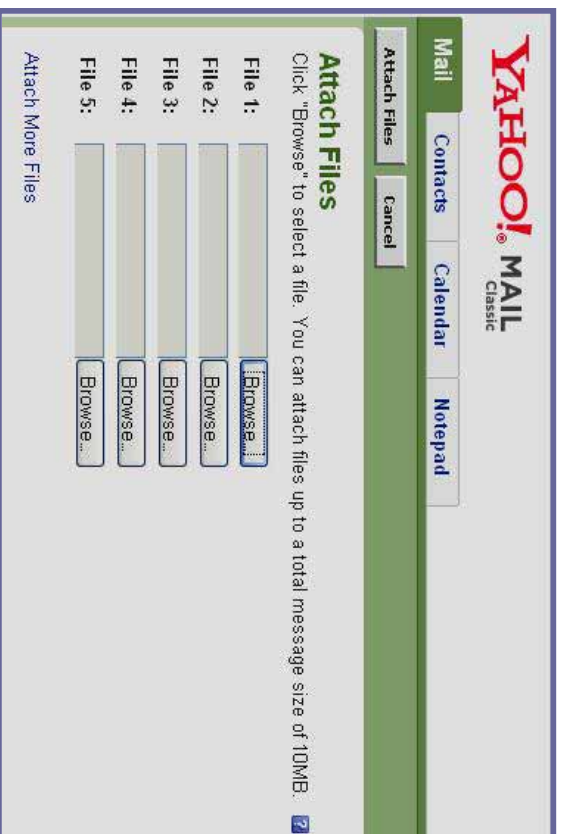 YAHOO!® MAIL
Classic
Mail Contacts Calendar Notepad
Attach Files Cancel
Attach Files
Click "Browse" to select a file. You can attach files up to a total message size of 10MB. ?
File 1: Browse...
File 2: Browse...
File 3: Browse...
File 4: Browse...
File 5: Browse...
Attach More Files